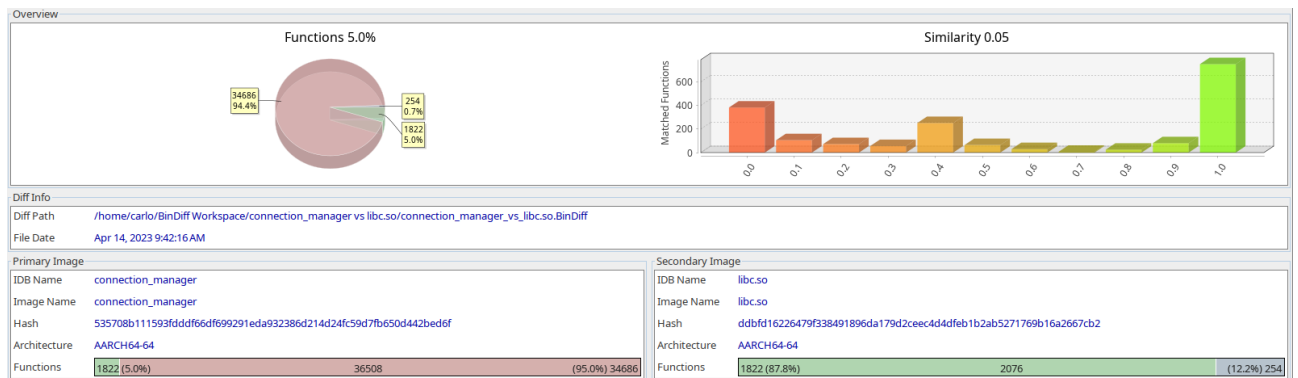 Overview
Functions 5.0%
34686
94.4%
254
0.7%
1822
5.0%
Similarity 0.05
Matched Functions
600
400
200
0
0.0 0.1 0.2 0.3 0.4 0.5 0.6 0.7 0.8 0.9 1.0
Diff Info
Diff Path /home/carlo/BinDiff Workspace/connection_manager vs libc.so/connection_manager_vs_libc.so.BinDiff
File Date Apr 14, 2023 9:42:16 AM
Primary Image
IDB Name connection_manager
Image Name connection_manager
Hash 535708b111593fdddf66df699291eda932386d214d24fc59d7fb650d442bed6f
Architecture AARCH64-64
Functions 1822 (5.0%) 36508 (95.0%) 34686
Secondary Image
IDB Name libc.so
Image Name libc.so
Hash ddbfd16226479f338491896da179d2ceec4d4dfeb1b2ab5271769b16a2667cb2
Architecture AARCH64-64
Functions 1822 (87.8%) 2076 (12.2%) 254